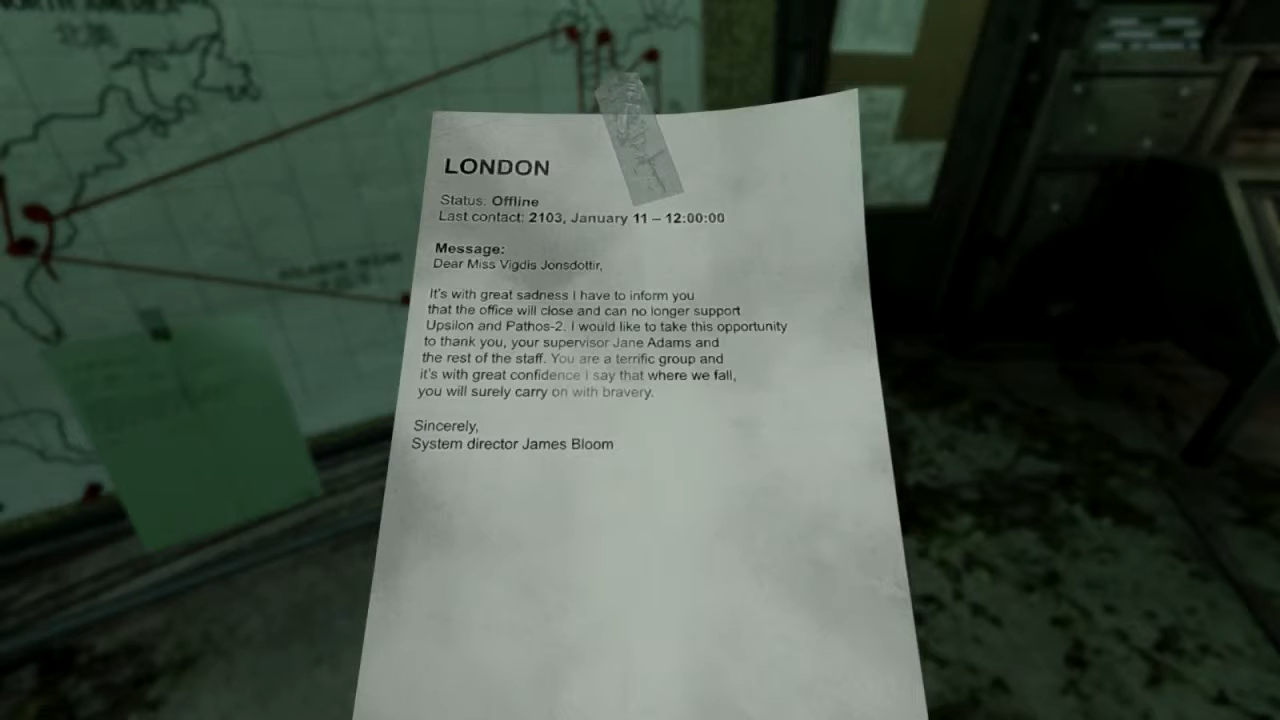 NORTH AMERICA
北美
LONDON
Status: Offline
Last contact: 2103, January 11 – 12:00:00
Message:
Dear Miss Vigdis Jonsdottir,
It's with great sadness I have to inform you
that the office will close and can no longer support
Upsilon and Pathos-2. I would like to take this opportunity
to thank you, your supervisor Jane Adams and
the rest of the staff. You are a terrific group and
it's with great confidence I say that where we fall,
you will surely carry on with bravery.
Sincerely,
System director James Bloom